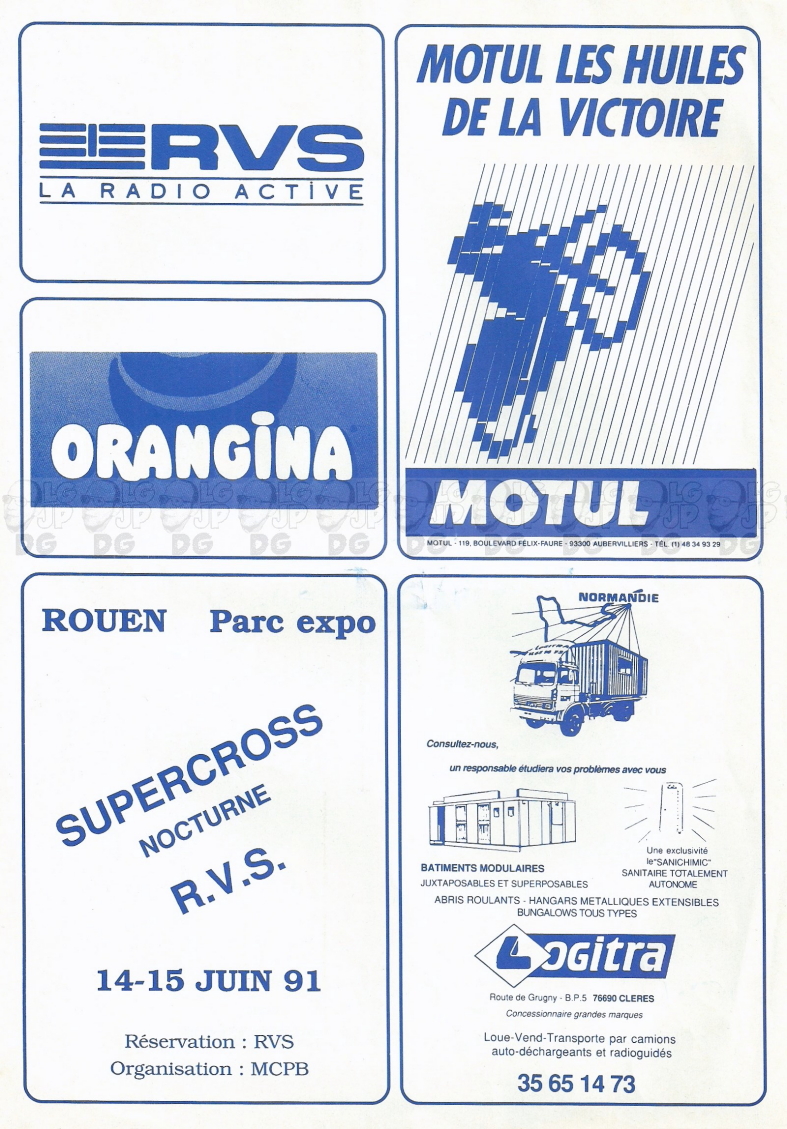 RVS
LA RADIO ACTIVE
MOTUL LES HUILES
DE LA VICTOIRE
MOTUL
MOTUL - 119, BOULEVARD FÉLIX-FAURE - 93300 AUBERVILLIERS - TÉL. (1) 48 34 93 29
ORANGINA
LG JP DG
ROUEN Parc expo
SUPERCROSS
NOCTURNE
R.V.S.
14-15 JUIN 91
Réservation : RVS
Organisation : MCPB
NORMANDIE
Consultez-nous,
un responsable étudiera vos problèmes avec vous
BATIMENTS MODULAIRES
JUXTAPOSABLES ET SUPERPOSABLES
Une exclusivité
le "SANICHIMIC"
SANITAIRE TOTALEMENT
AUTONOME
ABRIS ROULANTS - HANGARS METALLIQUES EXTENSIBLES
BUNGALOWS TOUS TYPES
LOGitra
Route de Grugny - B.P.5 76690 CLERES
Concessionnaire grandes marques
Loue-Vend-Transporte par camions
auto-déchargeants et radioguidés
35 65 14 73